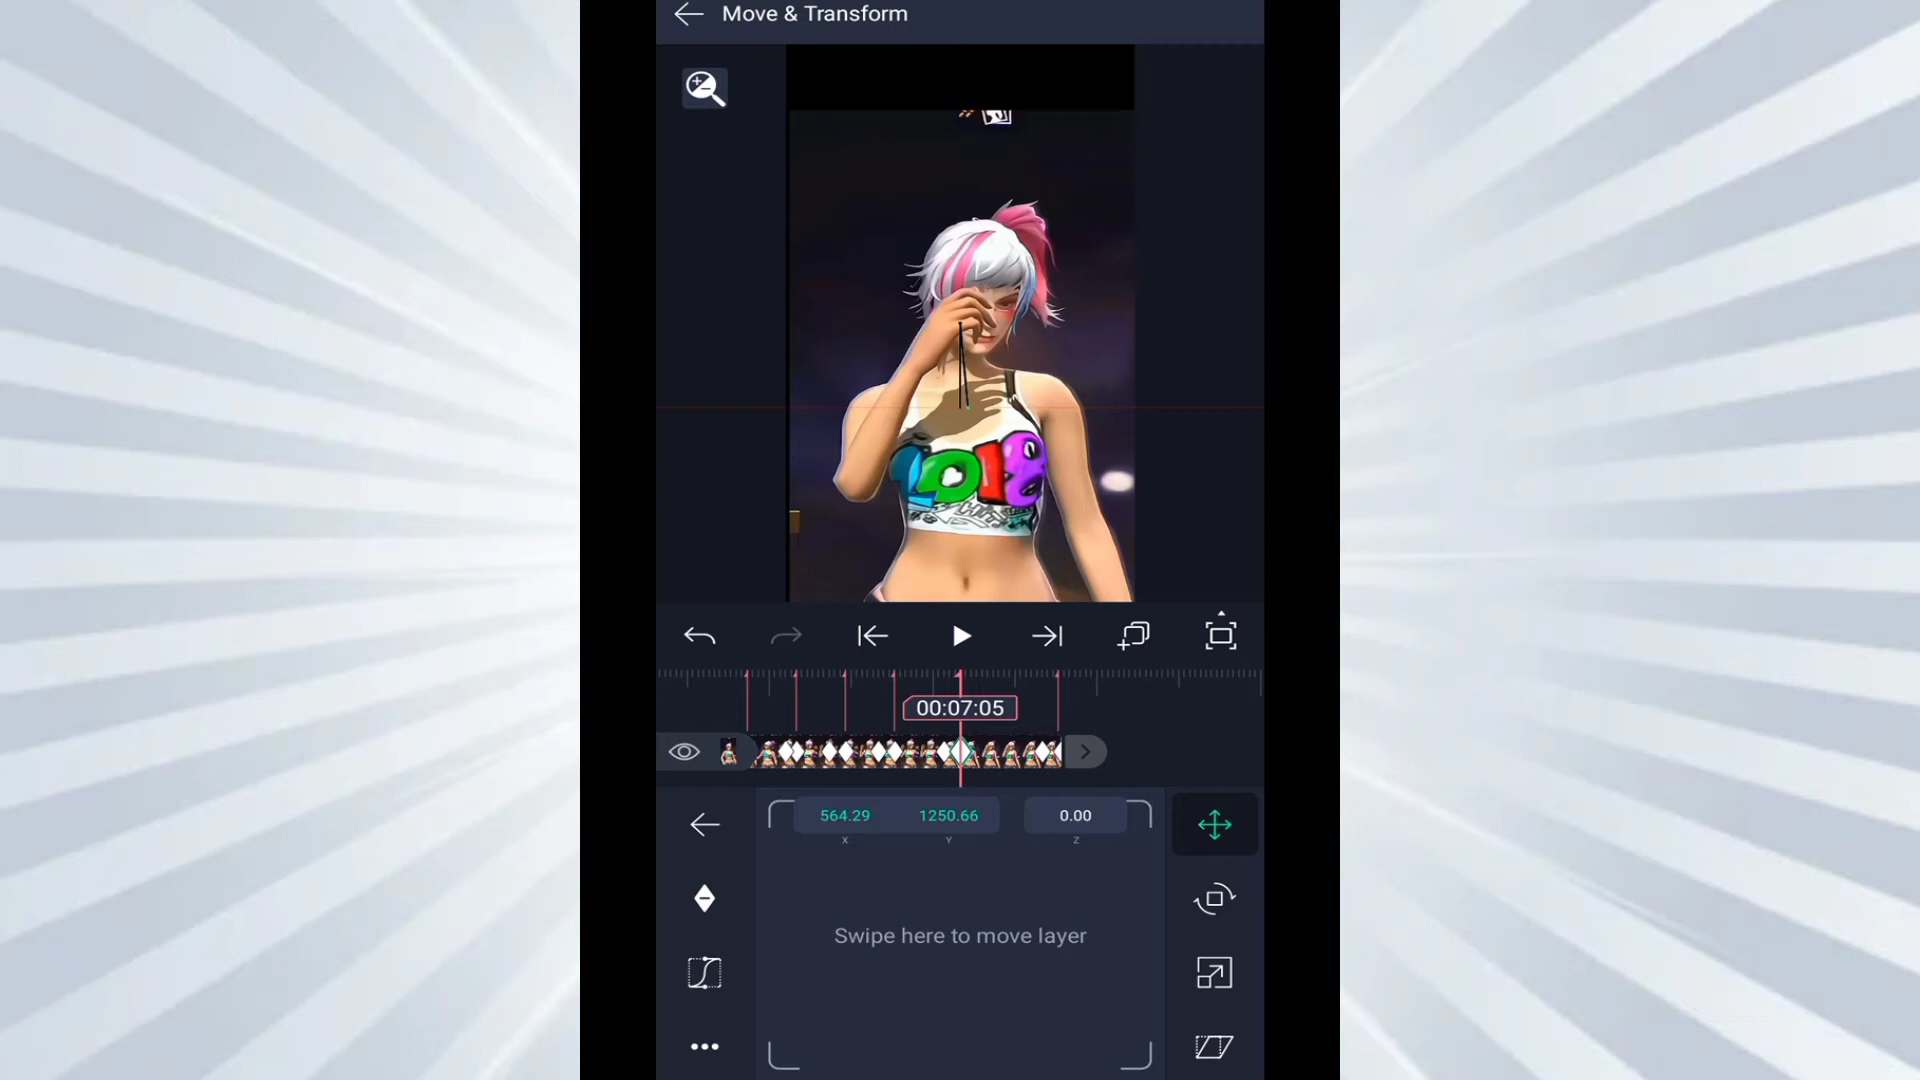 Move & Transform
00:07:05
564.29 1250.66 0.00
X Y Z
Swipe here to move layer